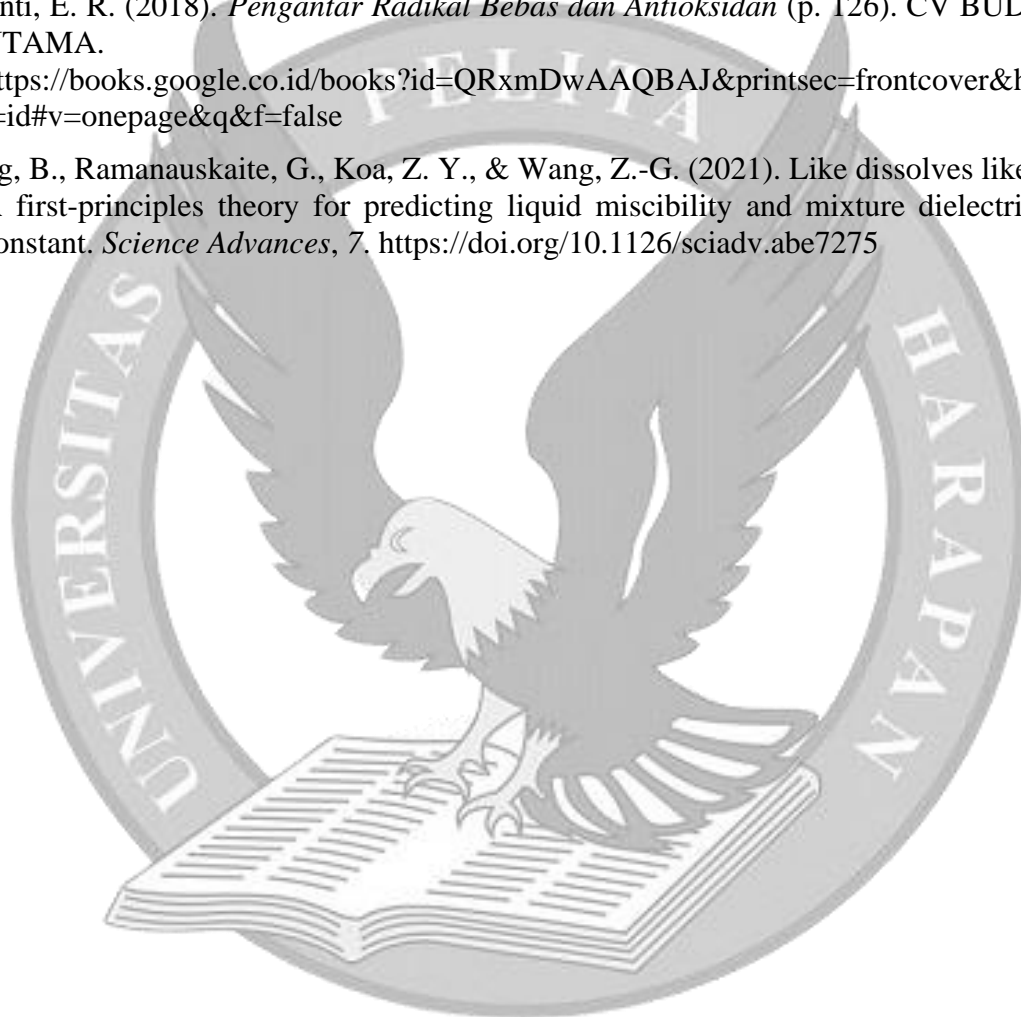 nti, E. R. (2018). Pengantar Radikal Bebas dan Antioksidan (p. 126). CV BUD
TAMA.
ttps://books.google.co.id/books?id=QRxmDwAAQBAJ&printsec=frontcover&h
=id#v=onepage&q&f=false
g, B., Ramanauskaite, G., Koa, Z. Y., & Wang, Z.-G. (2021). Like dissolves like
first-principles theory for predicting liquid miscibility and mixture dielectri
onstant. Science Advances, 7. https://doi.org/10.1126/sciadv.abe7275
UNIVERSITAS PELITA HARAPAN